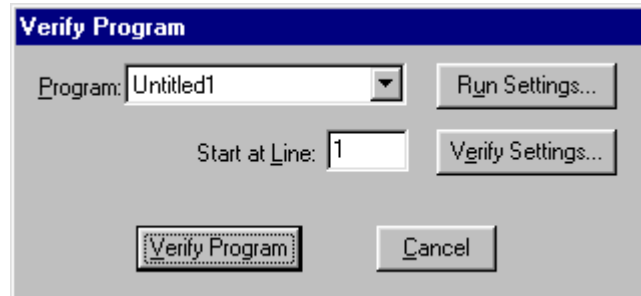 Verify Program
Program: Untitled1 Run Settings...
Start at Line: 1 Verify Settings...
Verify Program Cancel